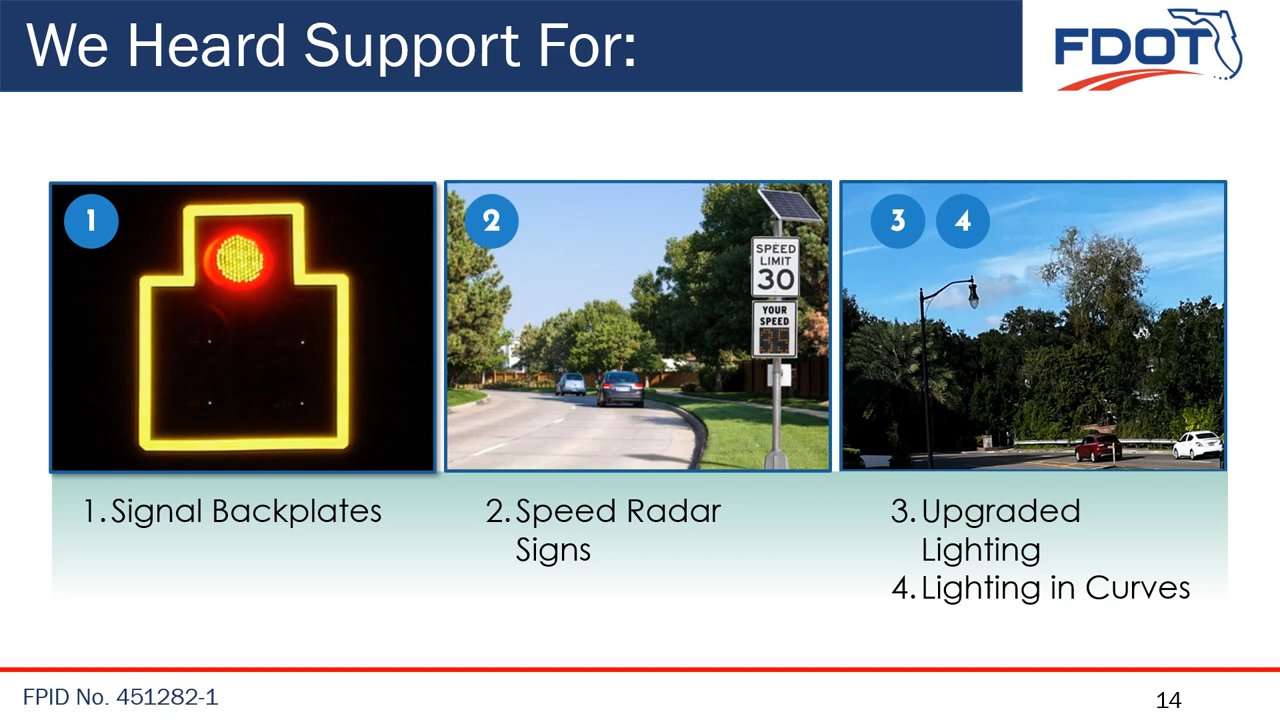 We Heard Support For:
FDOT
1
2
SPEED
LIMIT
30
YOUR
SPEED
35
3 4
1. Signal Backplates
2. Speed Radar
Signs
3. Upgraded
Lighting
4. Lighting in Curves
FPID No. 451282-1
14